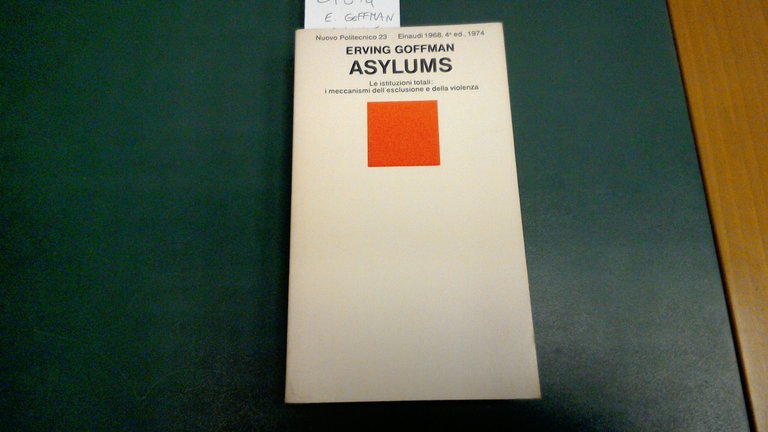 E. GOFFMAN
Nuovo Politecnico 23 Einaudi 1968, 4ª ed., 1974
ERVING GOFFMAN
ASYLUMS
Le istituzioni totali:
i meccanismi dell'esclusione e della violenza